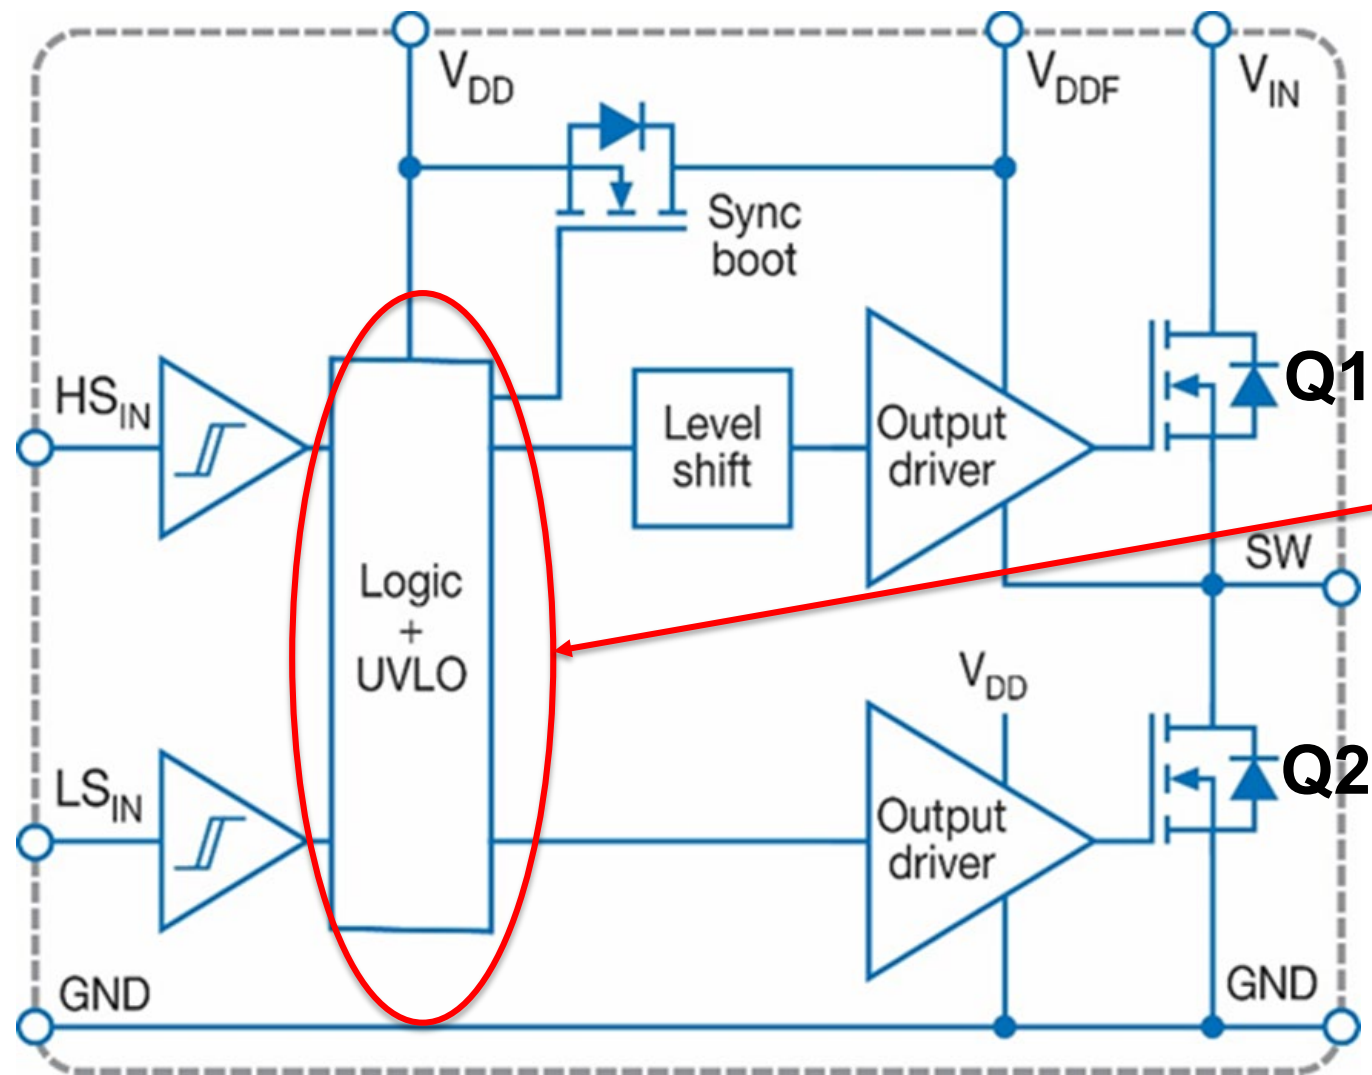 VDD
VDDF
VIN
Sync
boot
HSIN
Level
shift
Output
driver
Q1
SW
Logic
+
UVLO
VDD
LSIN
Output
driver
Q2
GND
GND